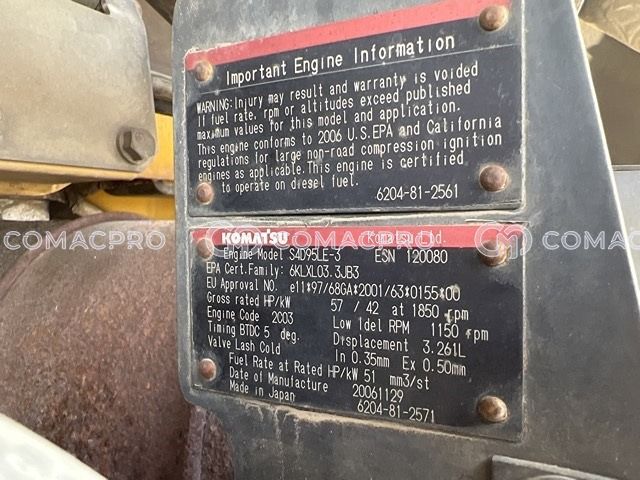 Important Engine Information
WARNING: Injury may result and warranty is voided
If fuel rate, rpm or altitudes exceed published
maximum values for this model and application.
This engine conforms to 2006 U.S.EPA and California
regulations for large non-road compression ignition
engines as applicable.This engine is certified
to operate on diesel fuel.
6204-81-2561
COMACPRO COMACPRO COMACPRO
KOMATSU Komatsu Ltd.
Engine Model S4D95LE-3 ESN 120080
EPA Cert.Family: 6KLXL03.3JB3
EU Approval NO. e11*97/68GA*2001/63*0155*00
Gross rated HP/kW 57 / 42 at 1850 rpm
Engine Code 2C03 Low 1del RPM 1150 rpm
Timing BTDC 5 deg. Displacement 3.261L
Valve Lash Cold In 0.35mm Ex 0.50mm
Fuel Rate at Rated HP/kW 51 mm3/st
Date of Manufacture 20061129
Made in Japan 6204-81-2571